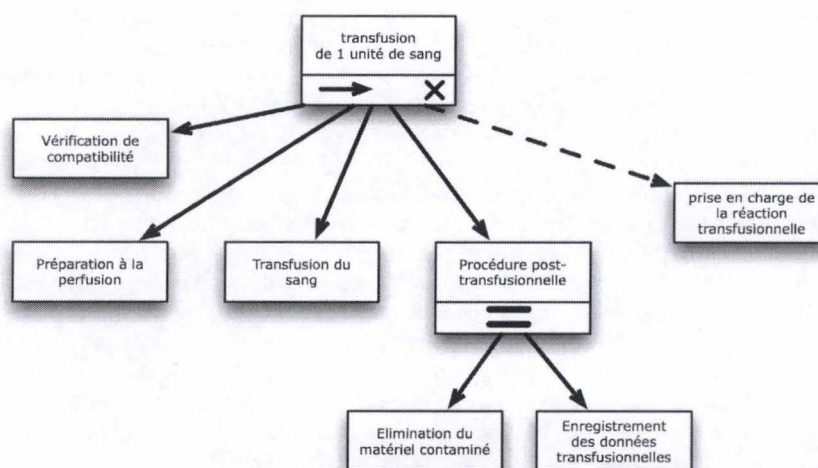 transfusion
de 1 unité de sang
Vérification de
compatibilité
prise en charge de
la réaction
transfusionnelle
Préparation à la
perfusion
Transfusion du
sang
Procédure post-
transfusionnelle
Elimination du
matériel contaminé
Enregistrement
des données
transfusionnelles